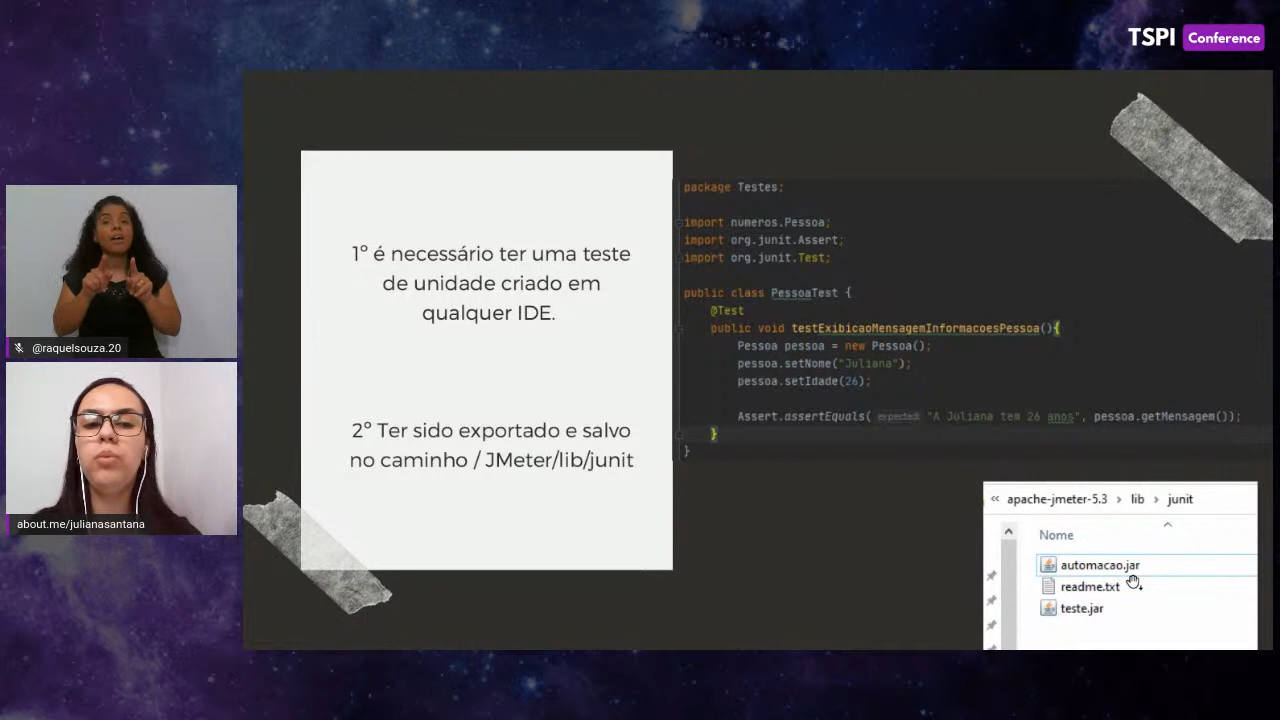 TSPI Conference
1º é necessário ter uma teste
de unidade criado em
qualquer IDE.
2º Ter sido exportado e salvo
no caminho / JMeter/lib/junit
package Testes;
import numeros.Pessoa;
import org.junit.Assert;
import org.junit.Test;
public class PessoaTest {
@Test
public void testExibicaoMensagemInformacoesPessoa(){
Pessoa pessoa = new Pessoa();
pessoa.setNome("Juliana");
pessoa.setIdade(26);
Assert.assertEquals( expected: "A Juliana tem 26 anos", pessoa.getMensagem());
}
}
« apache-jmeter-5.3 > lib > junit
Nome
automacao.jar
readme.txt
teste.jar
@raquelsouza.20
about.me/julianasantana